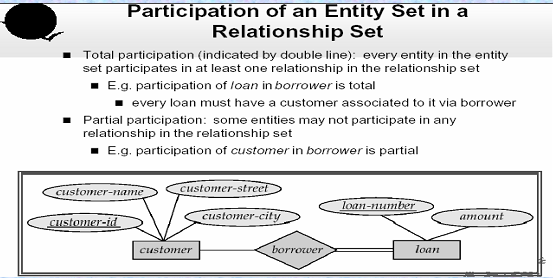 Participation of an Entity Set in a
Relationship Set
Total participation (indicated by double line): every entity in the entity
set participates in at least one relationship in the relationship set
E.g. participation of loan in borrower is total
every loan must have a customer associated to it via borrower
Partial participation: some entities may not participate in any
relationship in the relationship set
E.g. participation of customer in borrower is partial
customer-name
customer-street
customer-id
customer-city
loan-number
amount
customer
borrower
loan